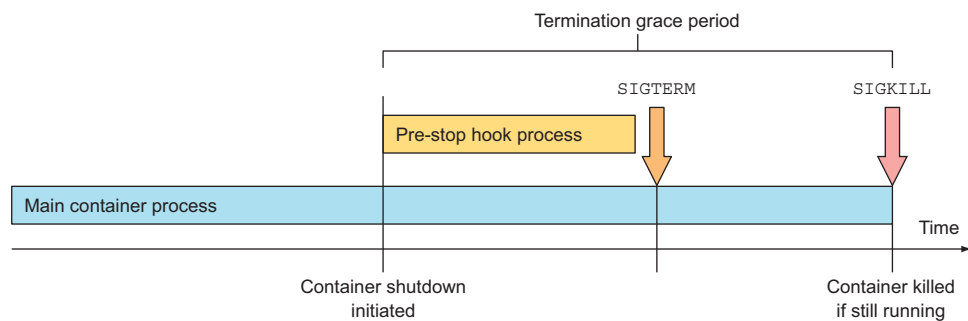 Termination grace period
SIGTERM
SIGKILL
Pre-stop hook process
Main container process
Time
Container shutdown
initiated
Container killed
if still running